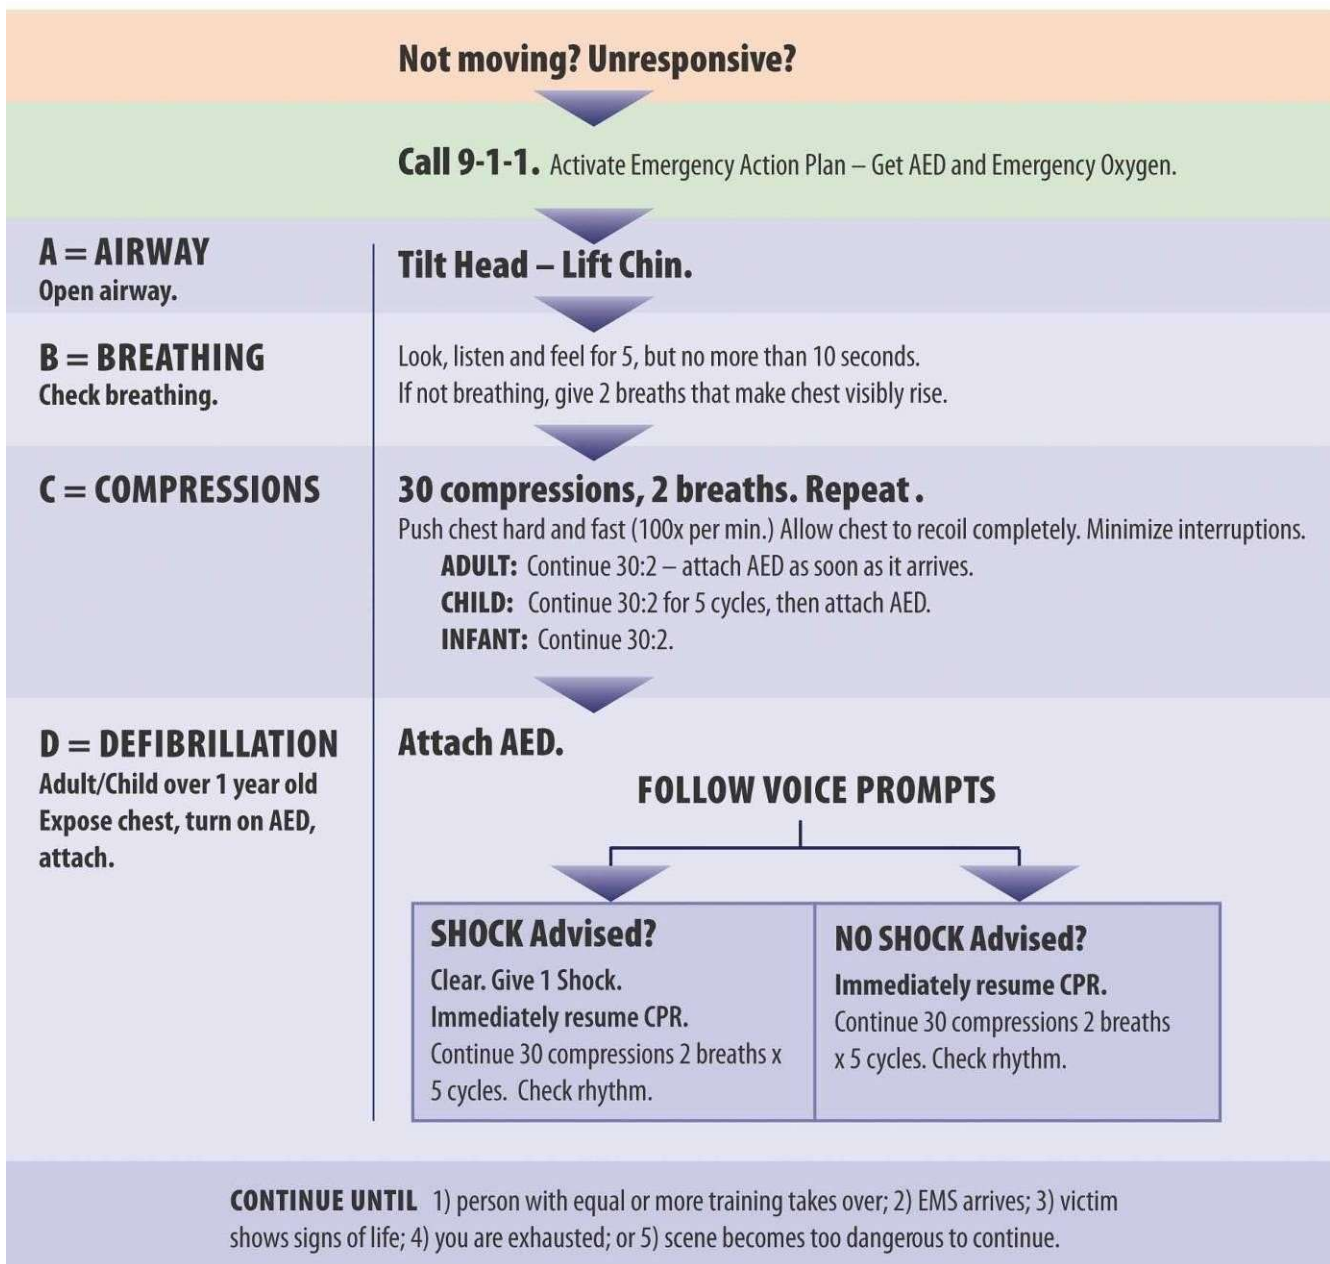 Not moving? Unresponsive?
Call 9-1-1. Activate Emergency Action Plan – Get AED and Emergency Oxygen.
A = AIRWAY
Open airway.
Tilt Head – Lift Chin.
B = BREATHING
Check breathing.
Look, listen and feel for 5, but no more than 10 seconds.
If not breathing, give 2 breaths that make chest visibly rise.
C = COMPRESSIONS
30 compressions, 2 breaths. Repeat .
Push chest hard and fast (100x per min.) Allow chest to recoil completely. Minimize interruptions.
ADULT: Continue 30:2 – attach AED as soon as it arrives.
CHILD: Continue 30:2 for 5 cycles, then attach AED.
INFANT: Continue 30:2.
D = DEFIBRILLATION
Adult/Child over 1 year old
Expose chest, turn on AED,
attach.
Attach AED.
FOLLOW VOICE PROMPTS
SHOCK Advised?
Clear. Give 1 Shock.
Immediately resume CPR.
Continue 30 compressions 2 breaths x
5 cycles. Check rhythm.
NO SHOCK Advised?
Immediately resume CPR.
Continue 30 compressions 2 breaths
x 5 cycles. Check rhythm.
CONTINUE UNTIL 1) person with equal or more training takes over; 2) EMS arrives; 3) victim
shows signs of life; 4) you are exhausted; or 5) scene becomes too dangerous to continue.